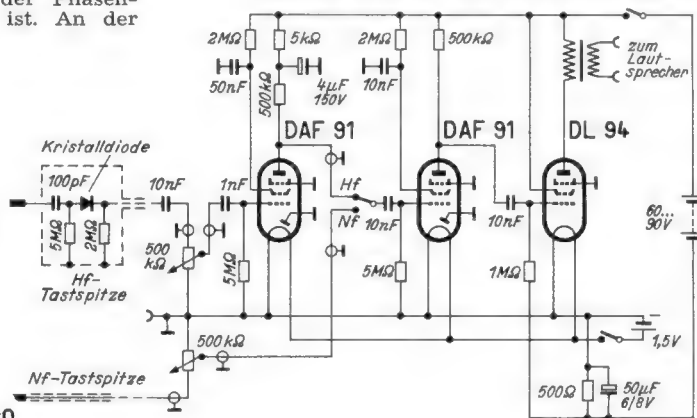 der Phasen-
ist. An der
2MΩ
5kΩ
2MΩ
500kΩ
50nF
500kΩ
4µF
150V
10nF
zum
Laut-
sprecher
DAF 91
DAF 91
DL 94
Kristalldiode
100pF
10nF
1nF
Hf
Nf
10nF
10nF
5MΩ
2MΩ
500
kΩ
5MΩ
5MΩ
1MΩ
60...
90V
Hf-
Tastspitze
500kΩ
1,5V
Nf-Tastspitze
500Ω
50µF
6/8V